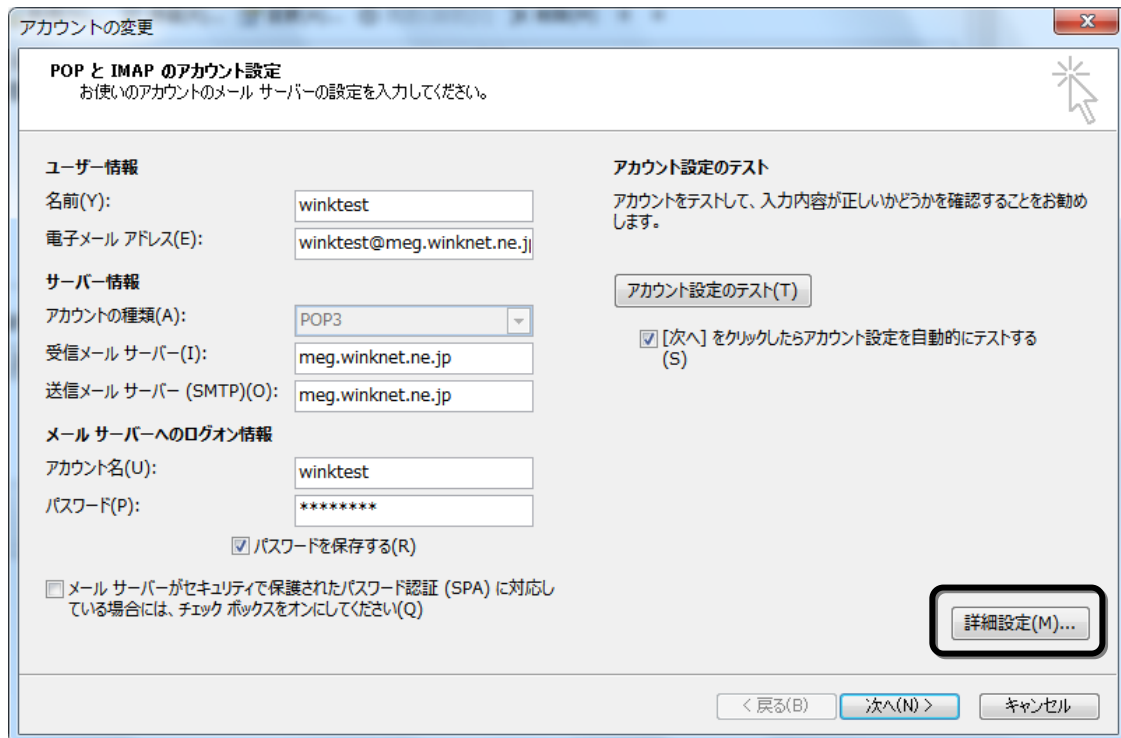 アカウントの変更
POP と IMAP のアカウント設定
お使いのアカウントのメール サーバーの設定を入力してください。
ユーザー情報
名前(Y):
winktest
電子メール アドレス(E):
winktest@meg.winknet.ne.jp
サーバー情報
アカウントの種類(A):
POP3
受信メール サーバー(I):
meg.winknet.ne.jp
送信メール サーバー (SMTP)(O):
meg.winknet.ne.jp
メール サーバーへのログオン情報
アカウント名(U):
winktest
パスワード(P):
********
パスワードを保存する(R)
メール サーバーがセキュリティで保護されたパスワード認証 (SPA) に対応し
ている場合には、チェック ボックスをオンにしてください(Q)
アカウント設定のテスト
アカウントをテストして、入力内容が正しいかどうかを確認することをお勧め
します。
アカウント設定のテスト(T)
[次へ] をクリックしたらアカウント設定を自動的にテストする
(S)
詳細設定(M)...
< 戻る(B)
次へ(N) >
キャンセル